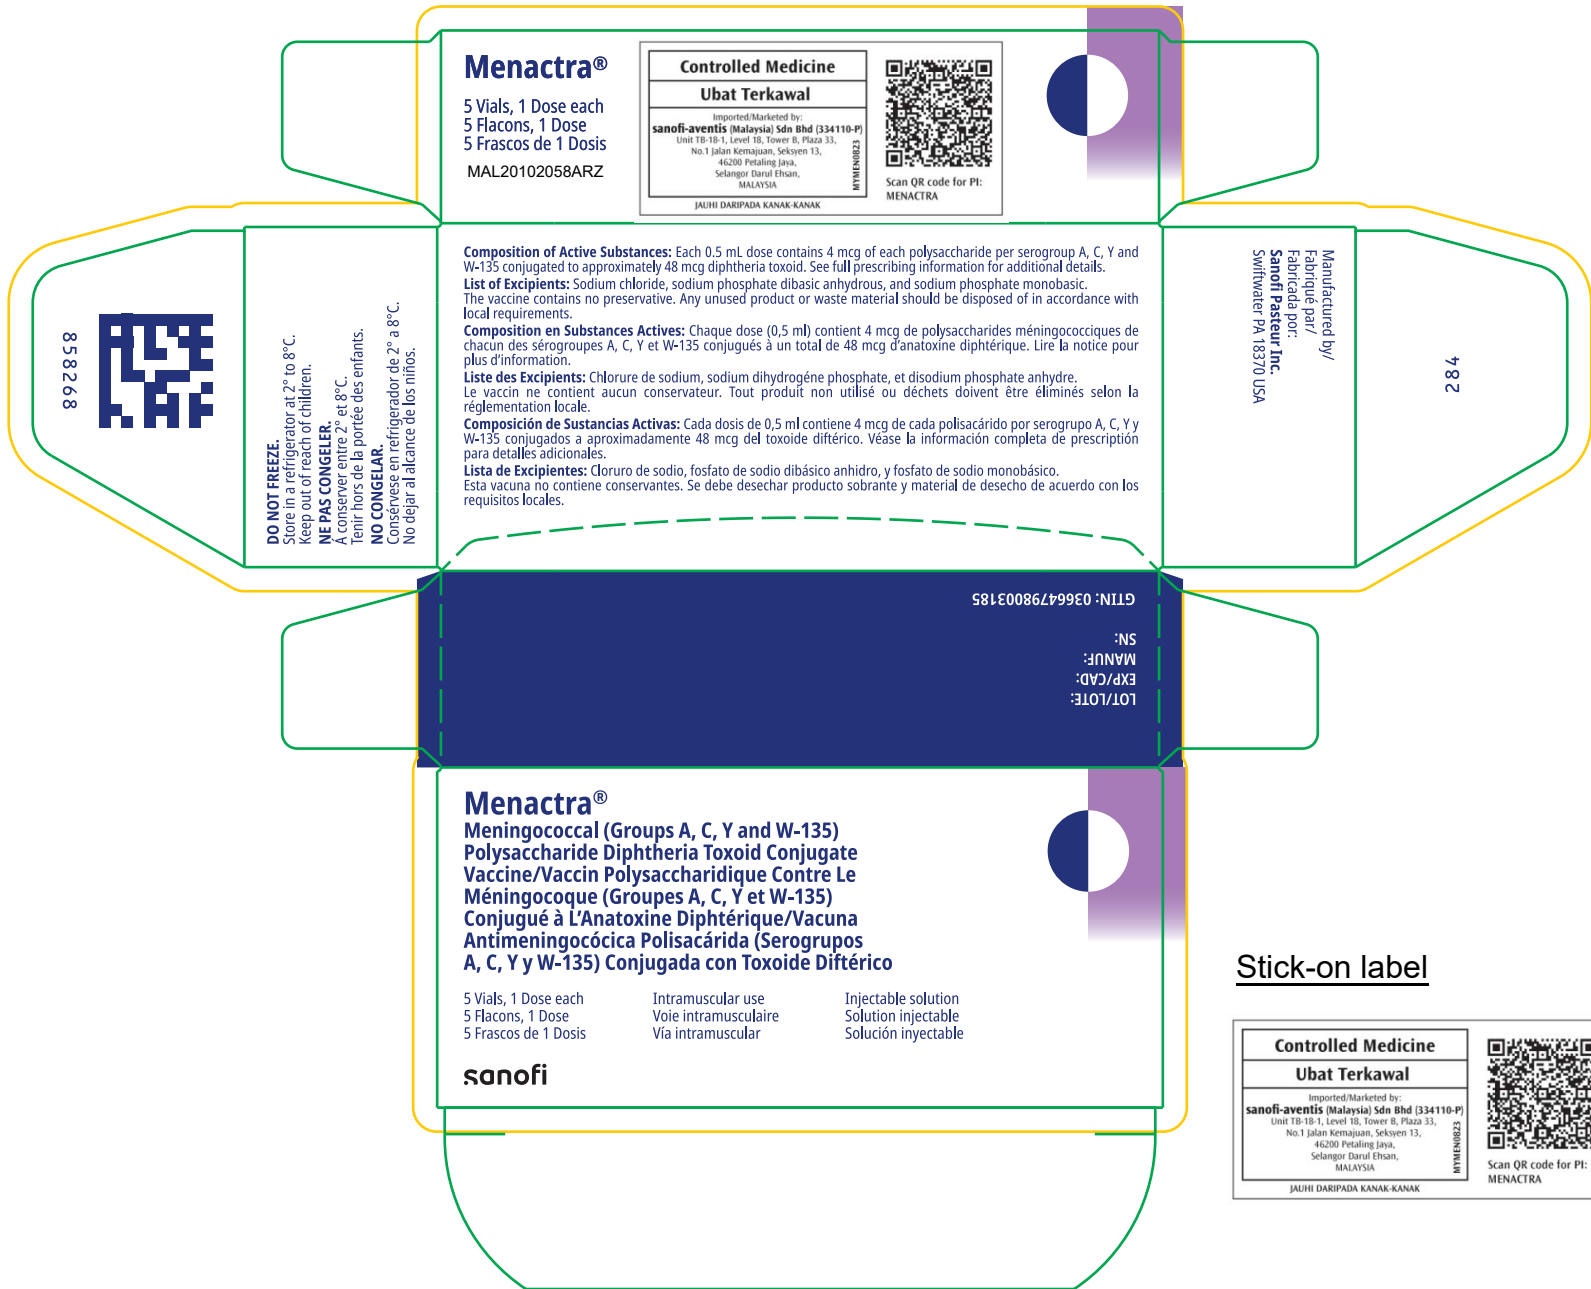 Menactra®
5 Vials, 1 Dose each
5 Flacons, 1 Dose
5 Frascos de 1 Dosis
MAL20102058ARZ
Controlled Medicine
Ubat Terkawal
Imported/Marketed by:
sanofi-aventis (Malaysia) Sdn Bhd (334110-P)
Unit TB-18-1, Level 18, Tower B, Plaza 33,
No.1 Jalan Kemajuan, Seksyen 13,
46200 Petaling Jaya,
Selangor Darul Ehsan,
MALAYSIA
MYMEN0823
JAUHI DARIPADA KANAK-KANAK
Scan QR code for PI:
MENACTRA
858268
DO NOT FREEZE.
Store in a refrigerator at 2° to 8°C.
Keep out of reach of children.
NE PAS CONGELER.
À conserver entre 2° et 8°C.
Tenir hors de la portée des enfants.
NO CONGELAR.
Consérvese en refrigerador de 2° a 8°C.
No dejar al alcance de los niños.
Composition of Active Substances: Each 0.5 mL dose contains 4 mcg of each polysaccharide per serogroup A, C, Y and
W-135 conjugated to approximately 48 mcg diphtheria toxoid. See full prescribing information for additional details.
List of Excipients: Sodium chloride, sodium phosphate dibasic anhydrous, and sodium phosphate monobasic.
The vaccine contains no preservative. Any unused product or waste material should be disposed of in accordance with
local requirements.
Composition en Substances Actives: Chaque dose (0,5 ml) contient 4 mcg de polysaccharides méningococciques de
chacun des sérogroupes A, C, Y et W-135 conjugués à un total de 48 mcg d’anatoxine diphtérique. Lire la notice pour
plus d’information.
Liste des Excipients: Chlorure de sodium, sodium dihydrogéne phosphate, et disodium phosphate anhydre.
Le vaccin ne contient aucun conservateur. Tout produit non utilisé ou déchets doivent être éliminés selon la
réglementation locale.
Composición de Sustancias Activas: Cada dosis de 0,5 ml contiene 4 mcg de cada polisacárido por serogrupo A, C, Y y
W-135 conjugados a aproximadamente 48 mcg del toxoide diftérico. Véase la información completa de prescriptión
para detalles adicionales.
Lista de Excipientes: Cloruro de sodio, fosfato de sodio dibásico anhidro, y fosfato de sodio monobásico.
Esta vacuna no contiene conservantes. Se debe desechar producto sobrante y material de desecho de acuerdo con los
requisitos locales.
Manufactured by/
Fabriqué par/
Fabricada por:
Sanofi Pasteur Inc.
Swiftwater PA 18370 USA
284
LOT/LOTE:
EXP/CAD:
MANUF:
SN:
GTIN: 03664798003185
Menactra®
Meningococcal (Groups A, C, Y and W-135)
Polysaccharide Diphtheria Toxoid Conjugate
Vaccine/Vaccin Polysaccharidique Contre Le
Méningocoque (Groupes A, C, Y et W-135)
Conjugué à L’Anatoxine Diphtérique/Vacuna
Antimeningocócica Polisacárida (Serogrupos
A, C, Y y W-135) Conjugada con Toxoide Diftérico
5 Vials, 1 Dose each Intramuscular use Injectable solution
5 Flacons, 1 Dose Voie intramusculaire Solution injectable
5 Frascos de 1 Dosis Vía intramuscular Solución inyectable
sanofi
Stick-on label
Controlled Medicine
Ubat Terkawal
Imported/Marketed by:
sanofi-aventis (Malaysia) Sdn Bhd (334110-P)
Unit TB-18-1, Level 18, Tower B, Plaza 33,
No.1 Jalan Kemajuan, Seksyen 13,
46200 Petaling Jaya,
Selangor Darul Ehsan,
MALAYSIA
MYMEN0823
JAUHI DARIPADA KANAK-KANAK
Scan QR code for PI:
MENACTRA